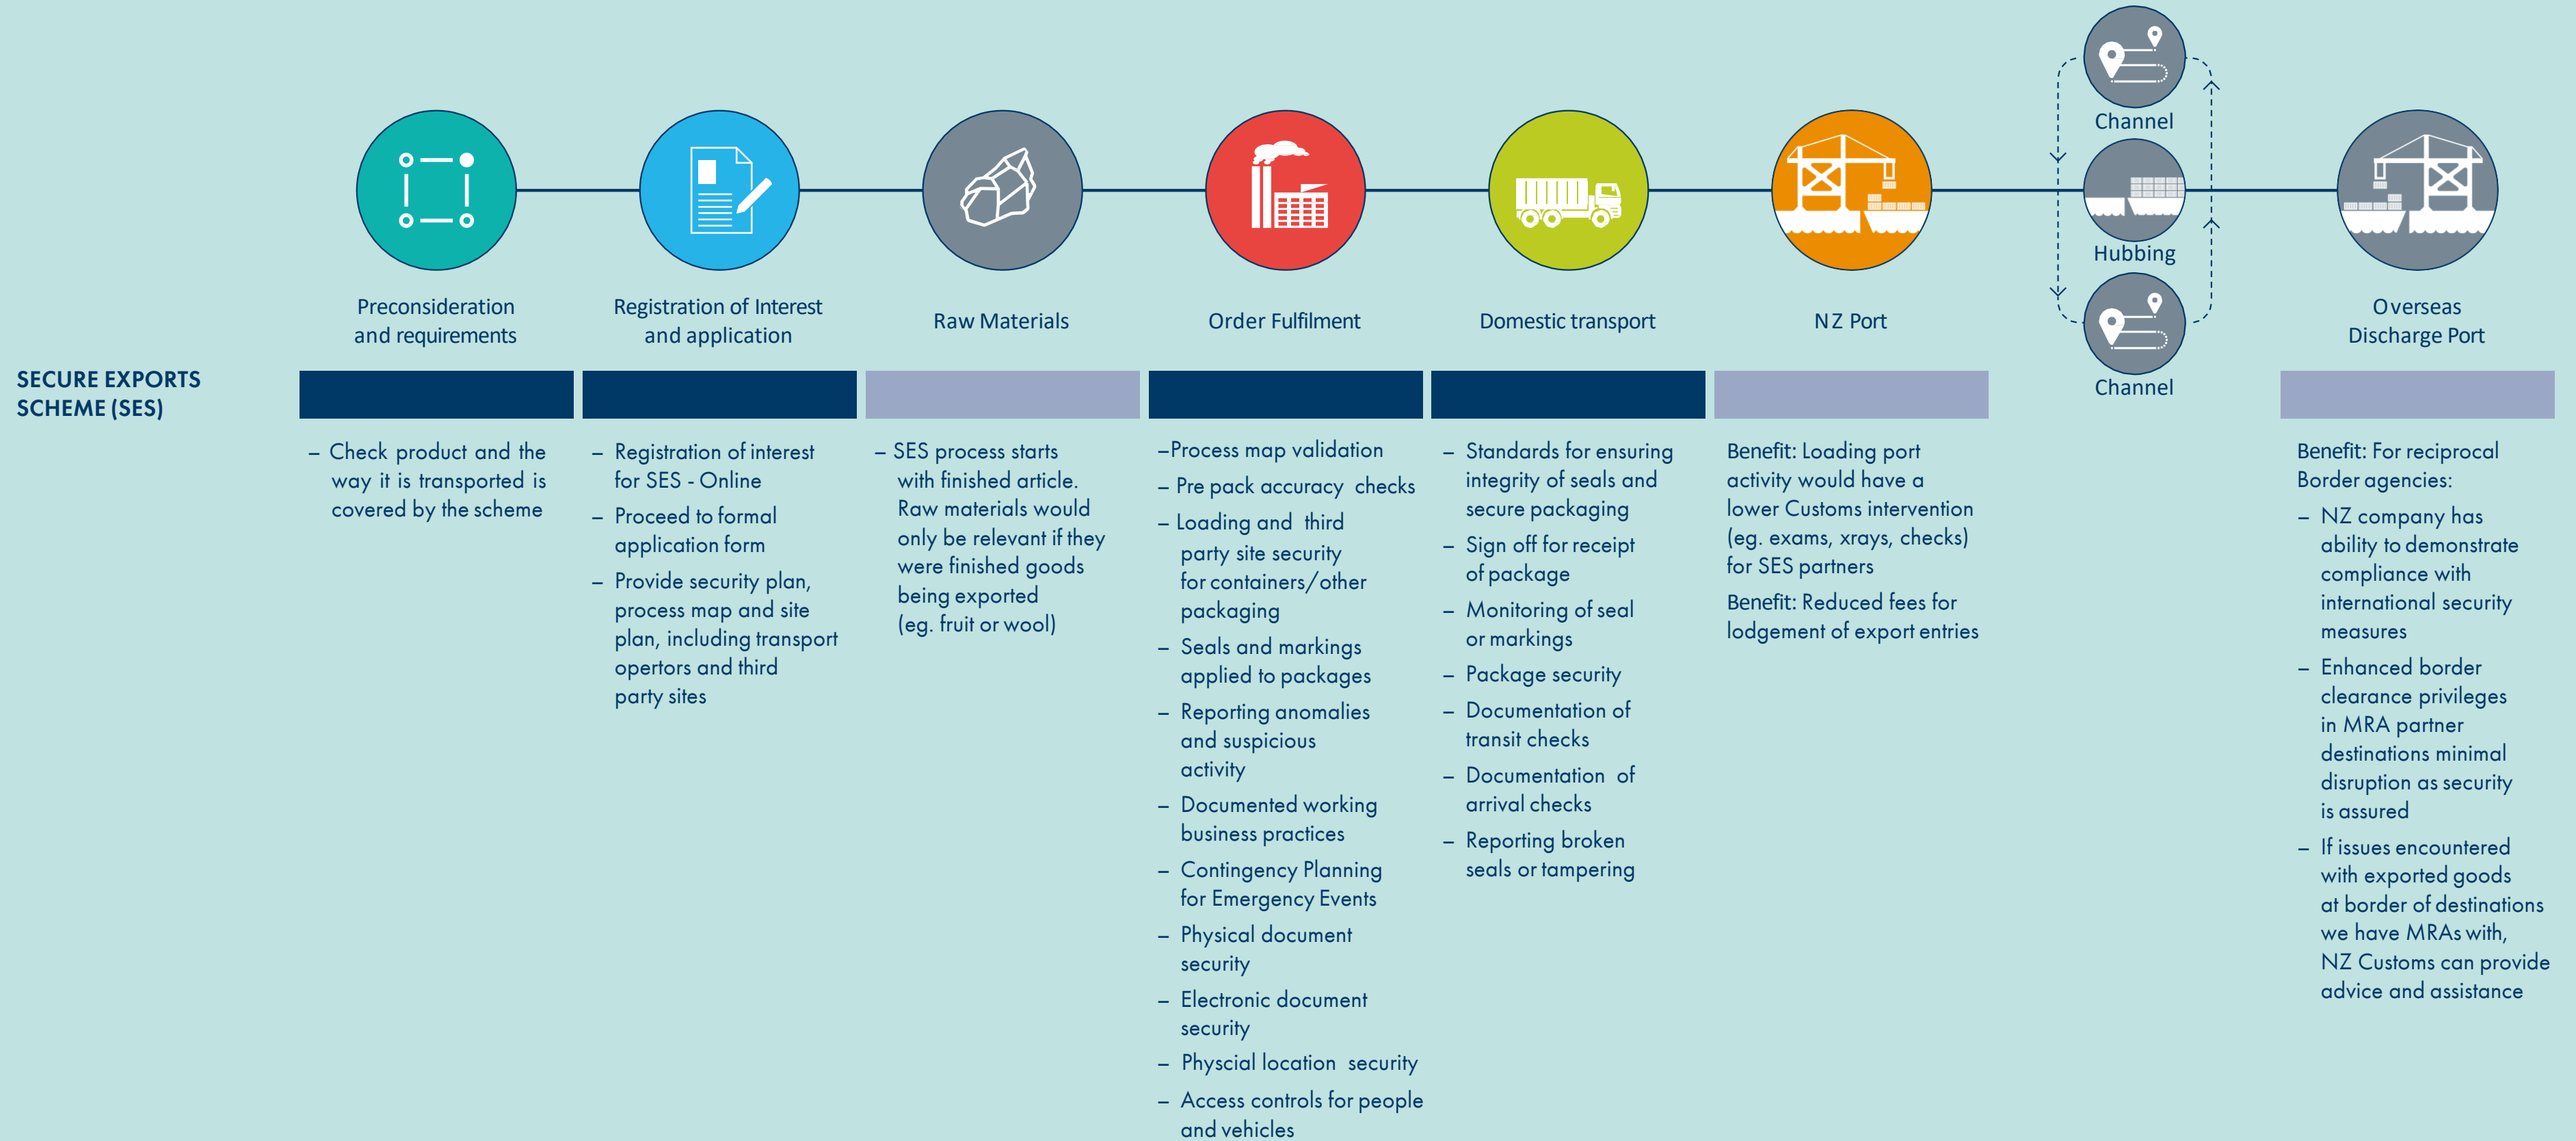 Channel
Hubbing
Channel
Preconsideration
and requirements
Registration of Interest
and application
Raw Materials
Order Fulfilment
Domestic transport
NZ Port
Overseas
Discharge Port
SECURE EXPORTS
SCHEME (SES)
– Check product and the
way it is transported is
covered by the scheme
– Registration of interest
for SES - Online
– Proceed to formal
application form
– Provide security plan,
process map and site
plan, including transport
opertors and third
party sites
– SES process starts
with finished article.
Raw materials would
only be relevant if they
were finished goods
being exported
(eg. fruit or wool)
–Process map validation
– Pre pack accuracy checks
– Loading and third
party site security
for containers/other
packaging
– Seals and markings
applied to packages
– Reporting anomalies
and suspicious
activity
– Documented working
business practices
– Contingency Planning
for Emergency Events
– Physical document
security
– Electronic document
security
– Physcial location security
– Access controls for people
and vehicles
– Standards for ensuring
integrity of seals and
secure packaging
– Sign off for receipt
of package
– Monitoring of seal
or markings
– Package security
– Documentation of
transit checks
– Documentation of
arrival checks
– Reporting broken
seals or tampering
Benefit: Loading port
activity would have a
lower Customs intervention
(eg. exams, xrays, checks)
for SES partners
Benefit: Reduced fees for
lodgement of export entries
Benefit: For reciprocal
Border agencies:
– NZ company has
ability to demonstrate
compliance with
international security
measures
– Enhanced border
clearance privileges
in MRA partner
destinations minimal
disruption as security
is assured
– If issues encountered
with exported goods
at border of destinations
we have MRAs with,
NZ Customs can provide
advice and assistance